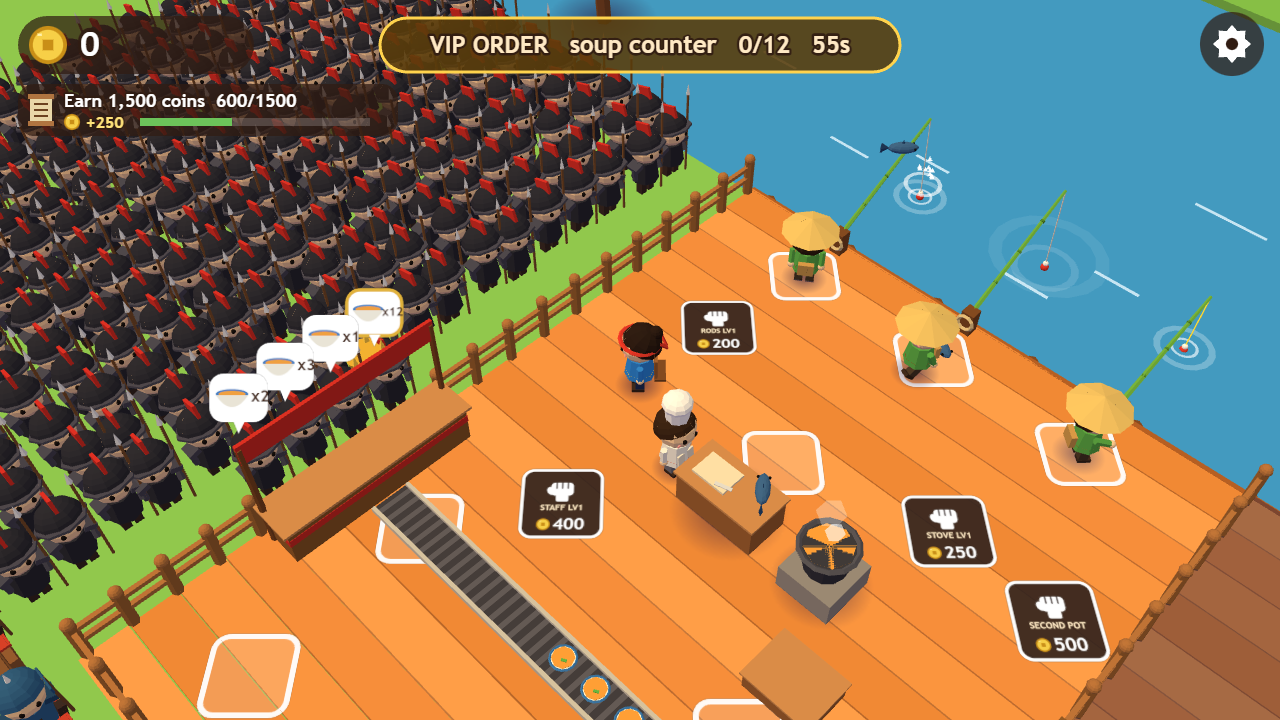 0
VIP ORDER soup counter 0/12 55s
Earn 1,500 coins 600/1500
+250
x12
x1
x3
x2
RODS LV1
200
STAFF LV1
400
STOVE LV1
250
SECOND POT
500